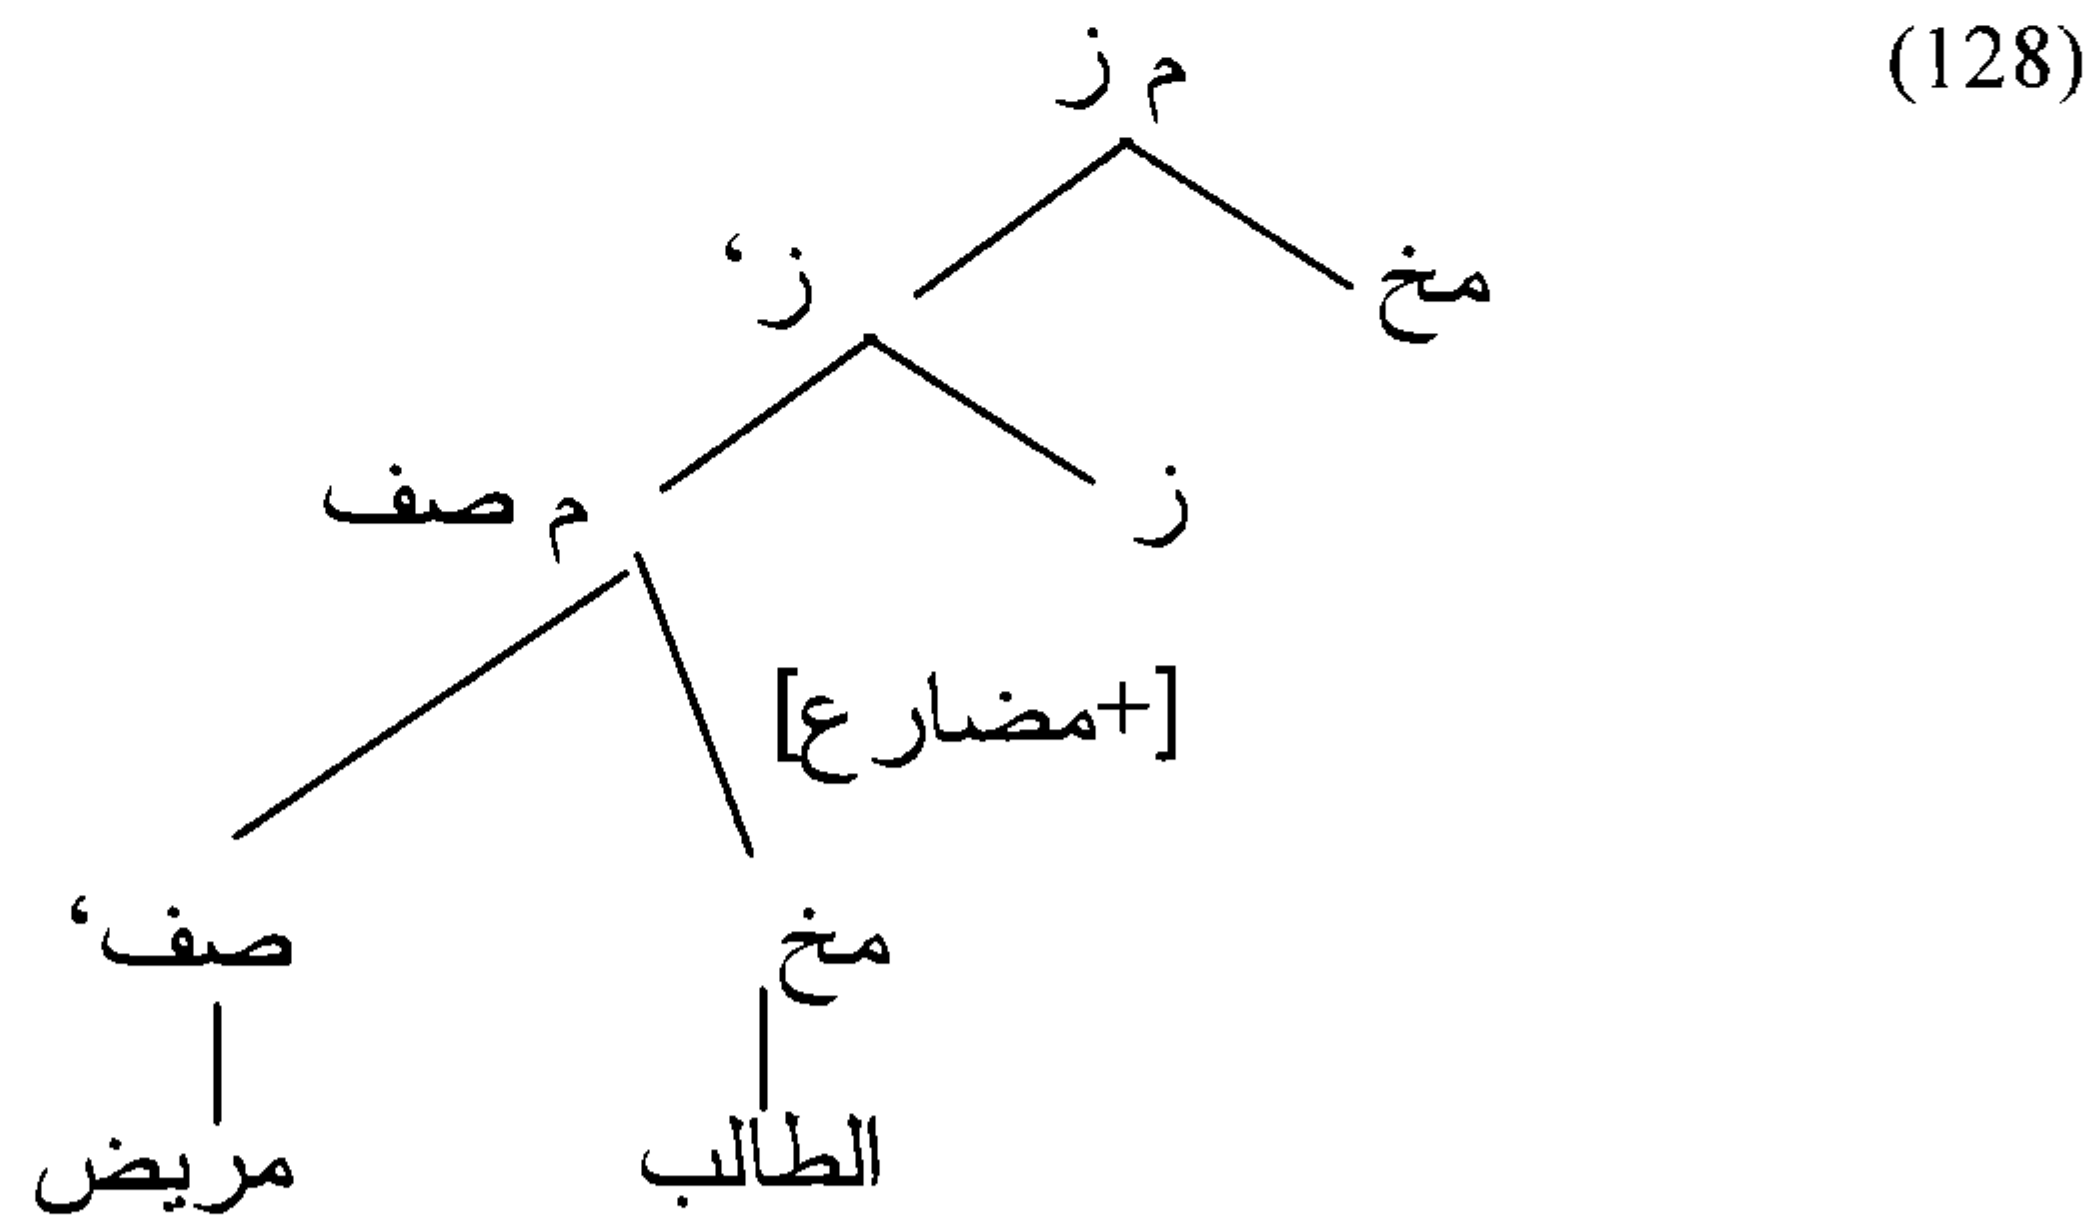 (128)
م ز
مخ
ز‘
ز
م صف
[+مضارع]
مخ
صف‘
الطالب
مريض